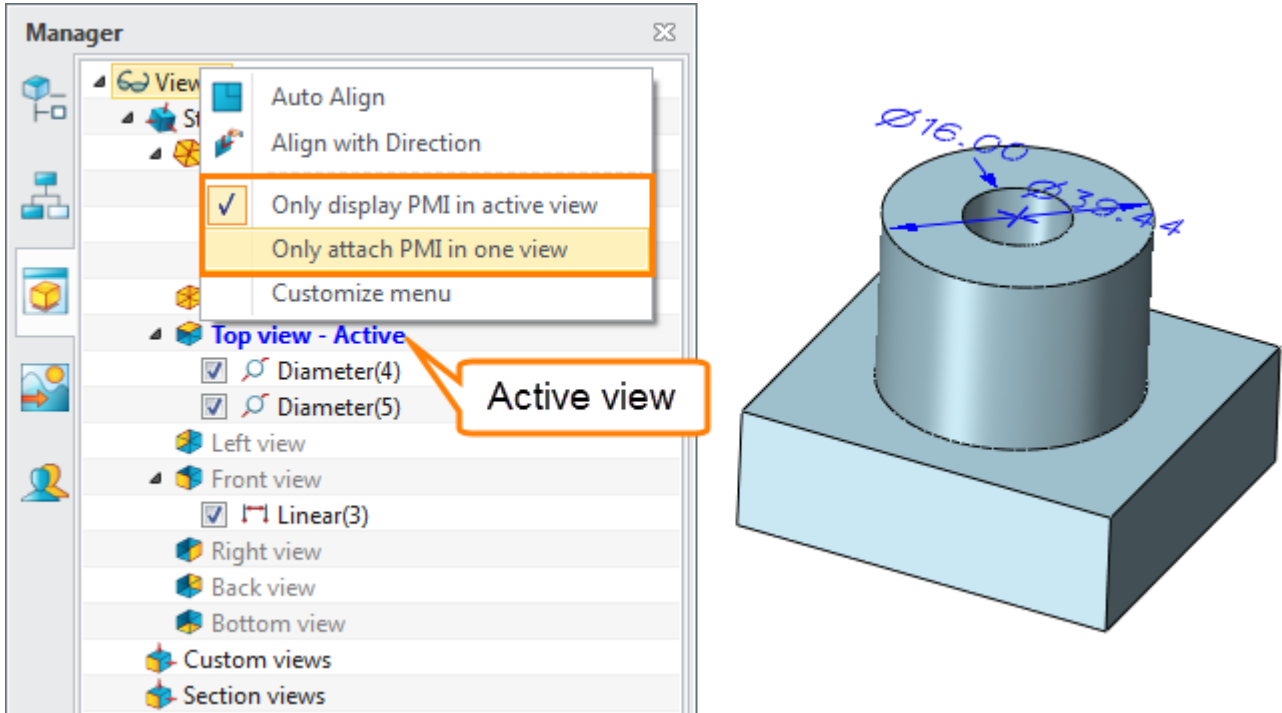 Manager
View
St
Auto Align
Align with Direction
Only display PMI in active view
Only attach PMI in one view
Customize menu
Top view - Active
Diameter(4)
Diameter(5)
Active view
Left view
Front view
Linear(3)
Right view
Back view
Bottom view
Custom views
Section views
Ø16.00
Ø39.44